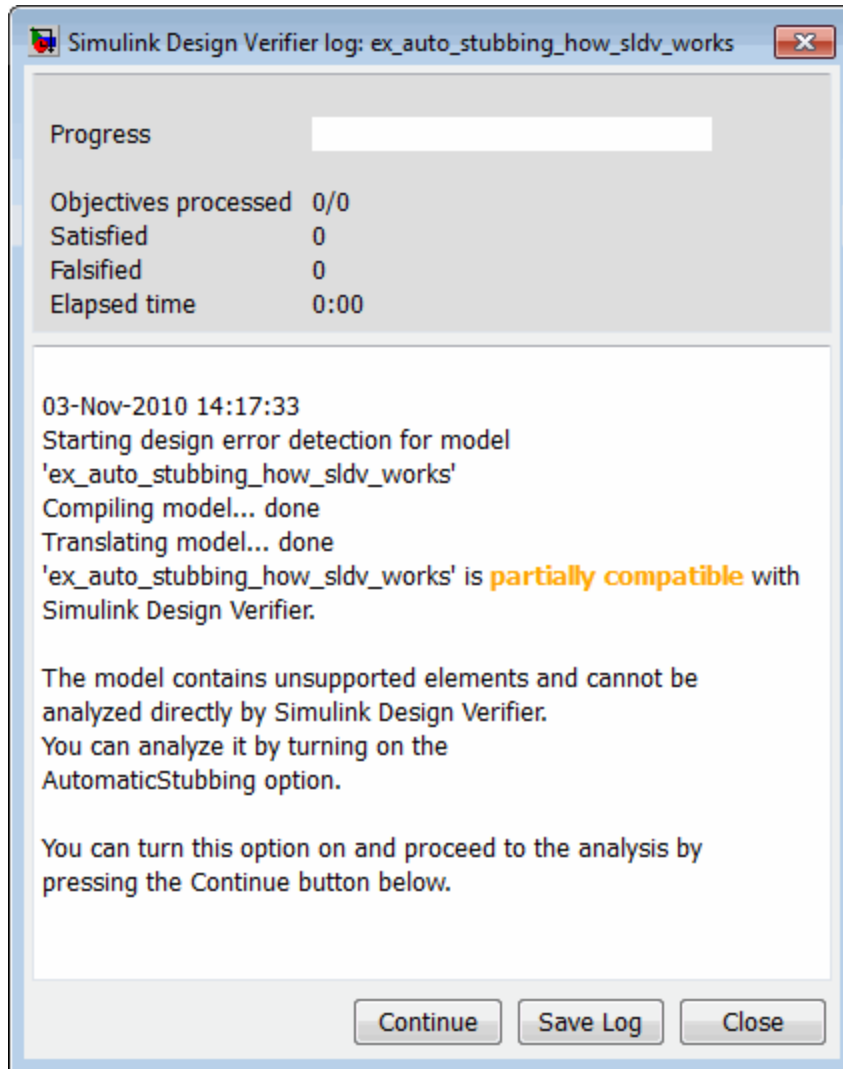 Simulink Design Verifier log: ex_auto_stubbing_how_sldv_works
Progress
Objectives processed 0/0
Satisfied 0
Falsified 0
Elapsed time 0:00
03-Nov-2010 14:17:33
Starting design error detection for model
'ex_auto_stubbing_how_sldv_works'
Compiling model... done
Translating model... done
'ex_auto_stubbing_how_sldv_works' is partially compatible with
Simulink Design Verifier.
The model contains unsupported elements and cannot be
analyzed directly by Simulink Design Verifier.
You can analyze it by turning on the
AutomaticStubbing option.
You can turn this option on and proceed to the analysis by
pressing the Continue button below.
Continue Save Log Close